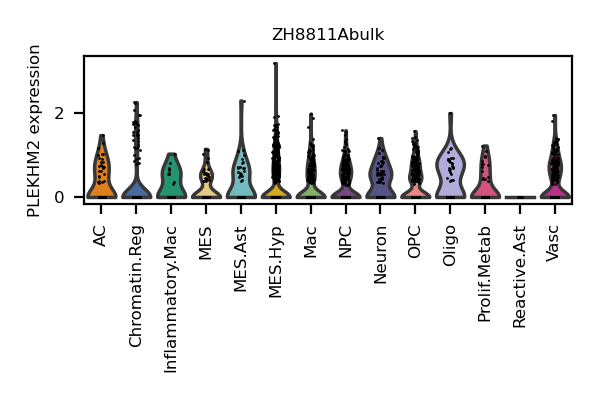 ZH8811Abulk
PLEKHM2 expression
2
0
AC
Chromatin.Reg
Inflammatory.Mac
MES
MES.Ast
MES.Hyp
Mac
NPC
Neuron
OPC
Oligo
Prolif.Metab
Reactive.Ast
Vasc